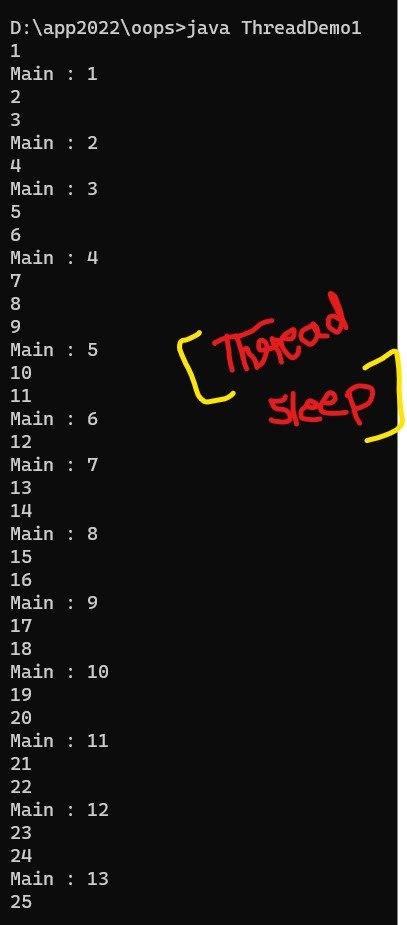 D:\app2022\oops>java ThreadDemo1
1
Main : 1
2
3
Main : 2
4
Main : 3
5
6
Main : 4
7
8
9
Main : 5
10
11
Main : 6
12
Main : 7
13
14
Main : 8
15
16
Main : 9
17
18
Main : 10
19
20
Main : 11
21
22
Main : 12
23
24
Main : 13
25
[Thread
sleep]